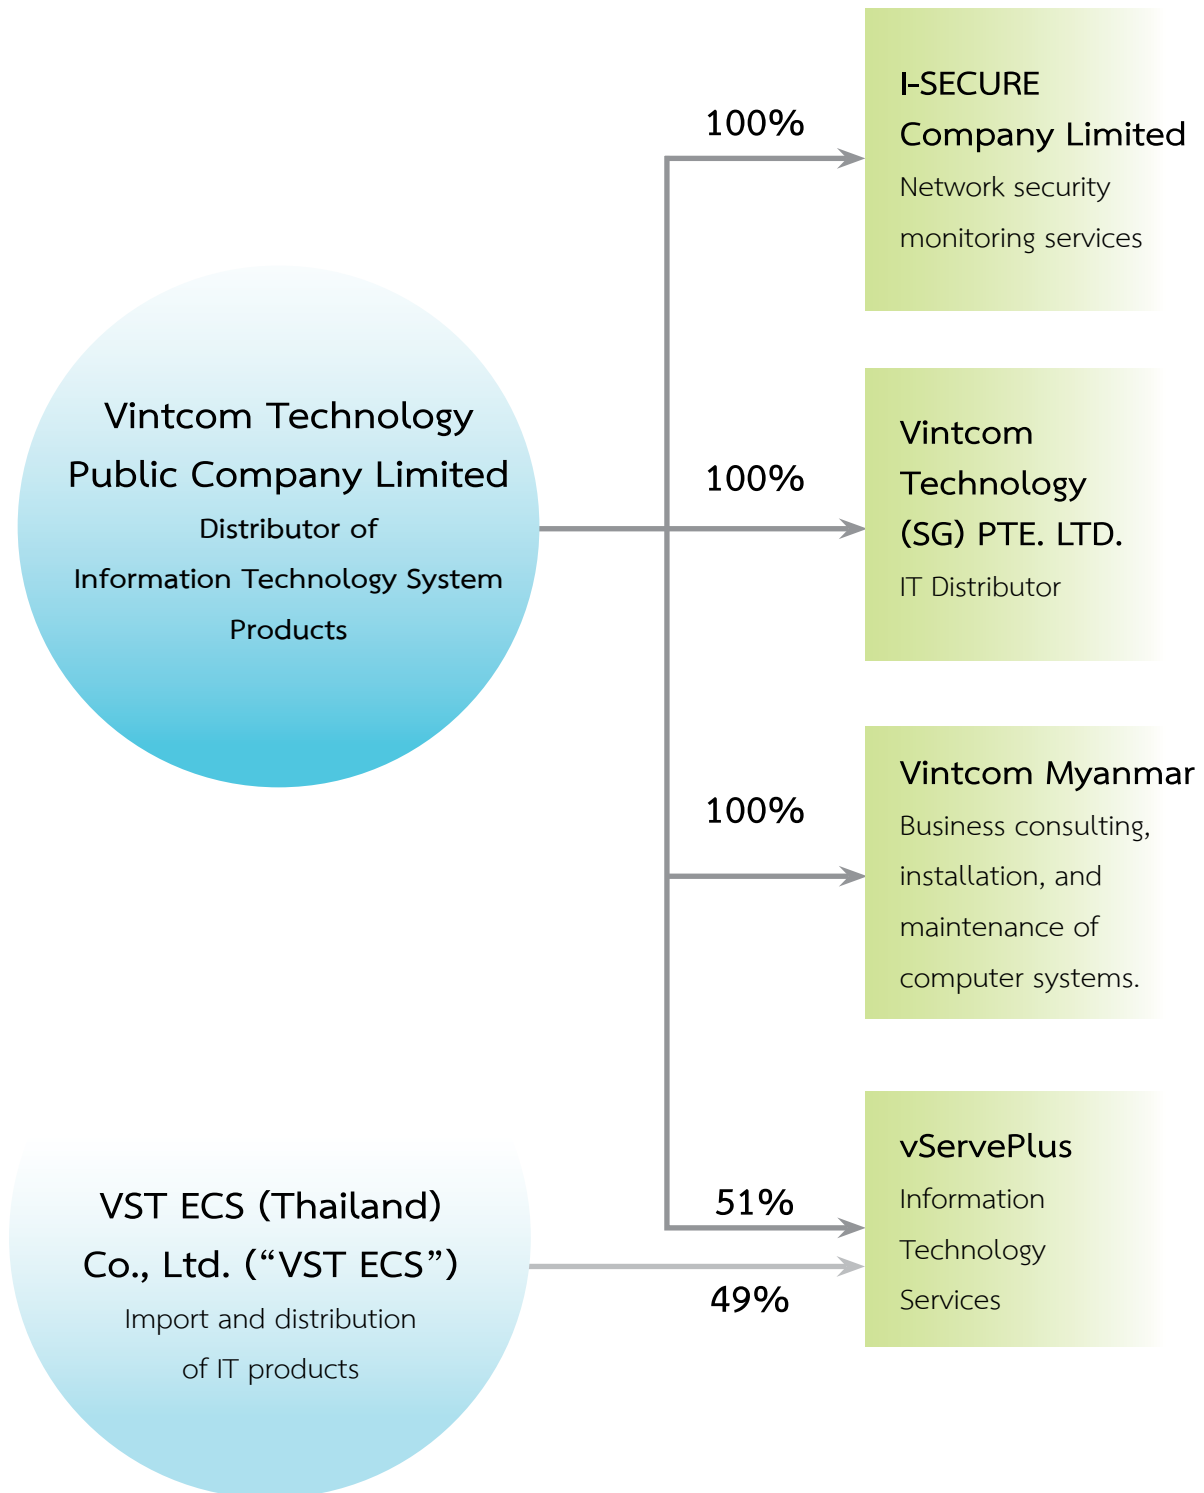 100%
I-SECURE
Company Limited
Network security
monitoring services
Vintcom Technology
Public Company Limited
Distributor of
Information Technology System
Products
100%
Vintcom
Technology
(SG) PTE. LTD.
IT Distributor
100%
Vintcom Myanmar
Business consulting,
installation, and
maintenance of
computer systems.
VST ECS (Thailand)
Co., Ltd. (“VST ECS”)
Import and distribution
of IT products
51%
49%
vServePlus
Information
Technology
Services